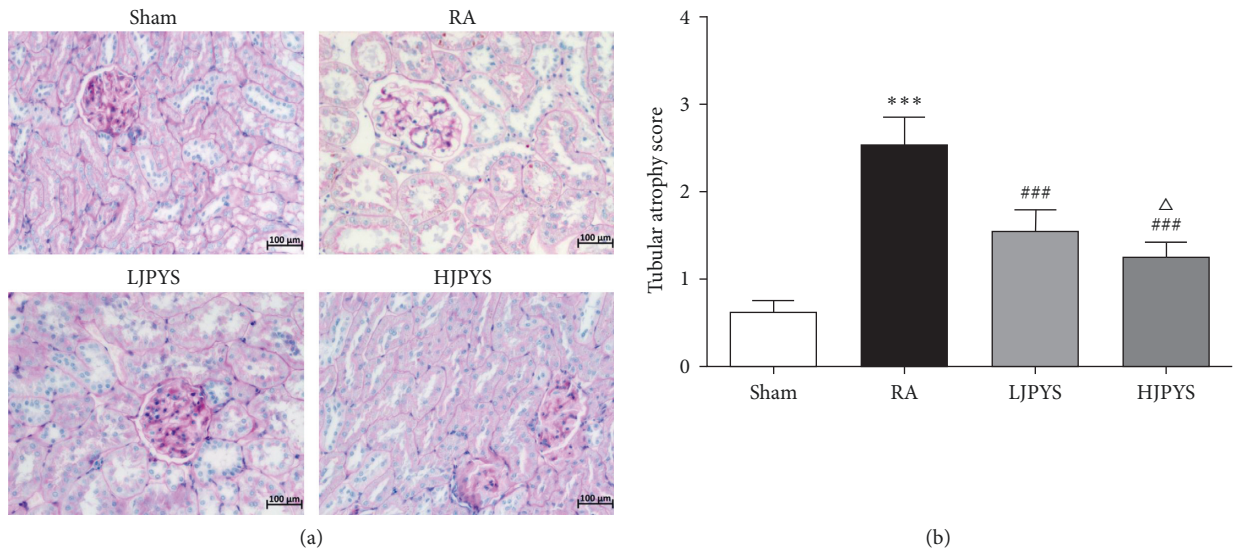 Sham
RA
100 μm
100 μm
LJPYS
HJPYS
100 μm
100 μm
(a)
Tubular atrophy score
4
3
2
1
0
***
###
△
###
Sham
RA
LJPYS
HJPYS
(b)